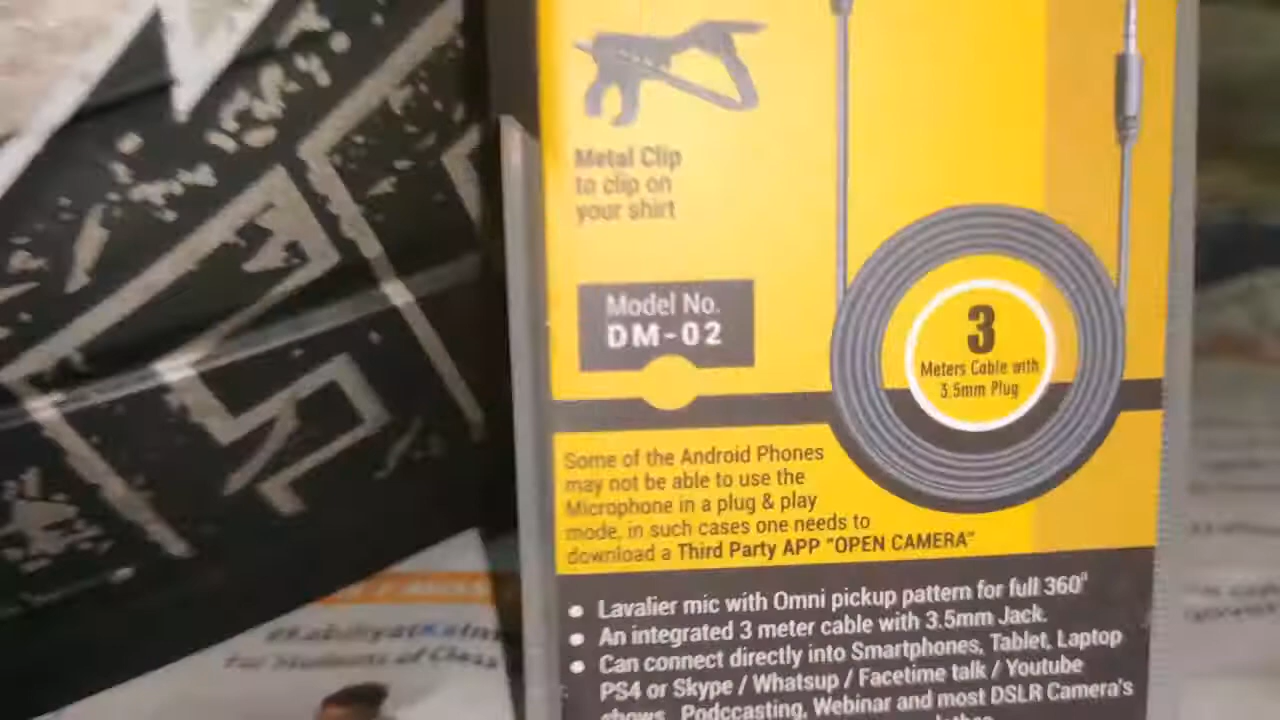 Metal Clip
to clip on
your shirt
Model No.
DM-02
3
Meters Cable with
3.5mm Plug
Some of the Android Phones
may not be able to use the
Microphone in a plug & play
mode, in such cases one needs to
download a Third Party APP "OPEN CAMERA"
Lavalier mic with Omni pickup pattern for full 360°
An integrated 3 meter cable with 3.5mm Jack.
Can connect directly into Smartphones, Tablet, Laptop
PS4 or Skype / Whatsup / Facetime talk / Youtube
shows, Podccasting, Webinar and most DSLR Camera's